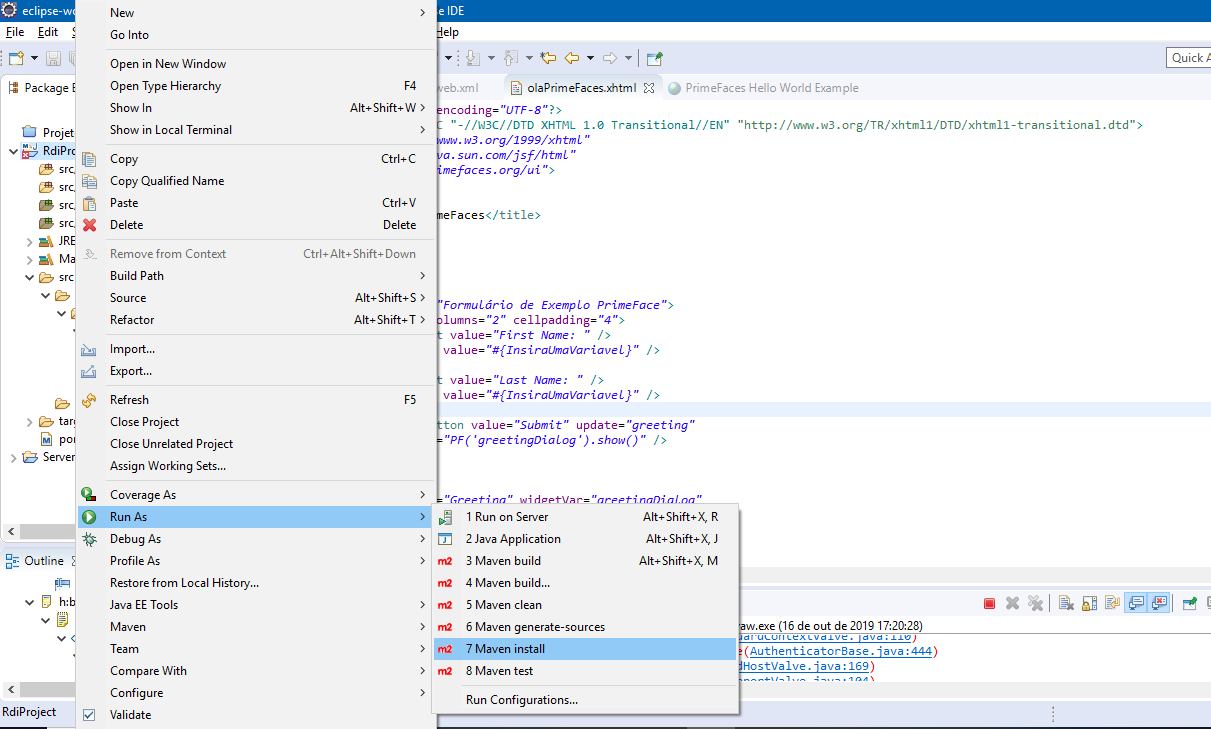 eclipse-wo
e IDE
File Edit S
Help
Quick A
Package E
web.xml
olaPrimeFaces.xhtml
PrimeFaces Hello World Example
Projet
RdiPro
src
src
src
src
JRE
Ma
src
tar
po
Server
Outline
h:b
RdiProject
New
Go Into
Open in New Window
Open Type Hierarchy F4
Show In Alt+Shift+W
Show in Local Terminal
Copy Ctrl+C
Copy Qualified Name
Paste Ctrl+V
Delete Delete
Remove from Context Ctrl+Alt+Shift+Down
Build Path
Source Alt+Shift+S
Refactor Alt+Shift+T
Import...
Export...
Refresh F5
Close Project
Close Unrelated Project
Assign Working Sets...
Coverage As
Run As
Debug As
Profile As
Restore from Local History...
Java EE Tools
Maven
Team
Compare With
Configure
Validate
1 Run on Server Alt+Shift+X, R
2 Java Application Alt+Shift+X, J
m2 3 Maven build Alt+Shift+X, M
m2 4 Maven build...
m2 5 Maven clean
m2 6 Maven generate-sources
m2 7 Maven install
m2 8 Maven test
Run Configurations...
encoding="UTF-8"?>
C "-//W3C//DTD XHTML 1.0 Transitional//EN" "http://www.w3.org/TR/xhtml1/DTD/xhtml1-transitional.dtd">
www.w3.org/1999/xhtml"
va.sun.com/jsf/html"
imefaces.org/ui">
meFaces</title>
"Formulário de Exemplo PrimeFace">
olumns="2" cellpadding="4">
t value="First Name: " />
value="#{InsiraUmaVariavel}" />
t value="Last Name: " />
value="#{InsiraUmaVariavel}" />
tton value="Submit" update="greeting"
="PF('greetingDialog').show()" />
="Greeting" widgetVar="greetingDialog"
aw.exe (16 de out de 2019 17:20:28)
dardContextValve.java:110)
e(AuthenticatorBase.java:444)
dHostValve.java:169)
portValve.java:104)